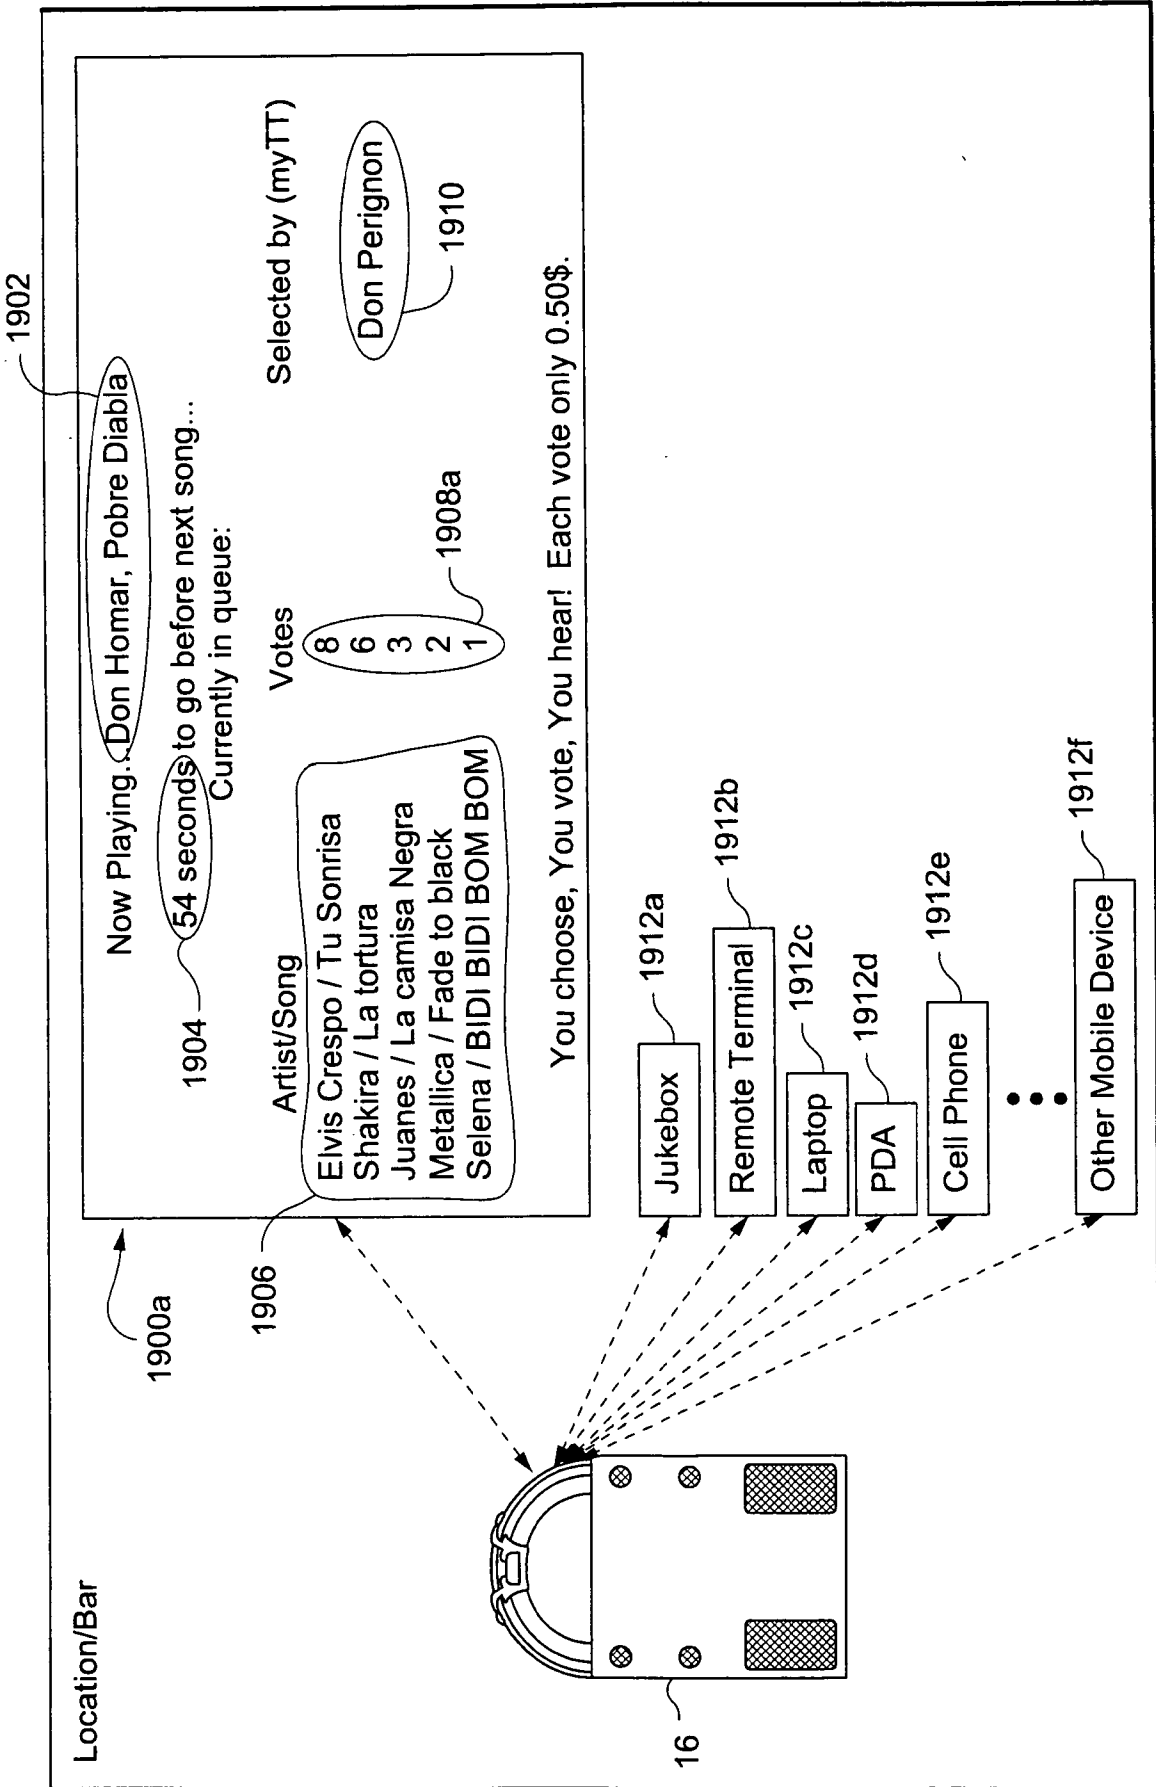 Location/Bar
1902
1900a
Now Playing...Don Homar, Pobre Diabla
1904
54 seconds to go before next song...
Currently in queue:
1906
Artist/Song Votes Selected by (myTT)
Elvis Crespo / Tu Sonrisa 8 Don Perignon
Shakira / La tortura 6
Juanes / La camisa Negra 3
Metallica / Fade to black 2
Selena / BIDI BIDI BOM BOM 1
1908a
1910
You choose, You vote, You hear! Each vote only 0.50$.
16
Jukebox 1912a
Remote Terminal 1912b
Laptop 1912c
PDA 1912d
Cell Phone 1912e
Other Mobile Device 1912f